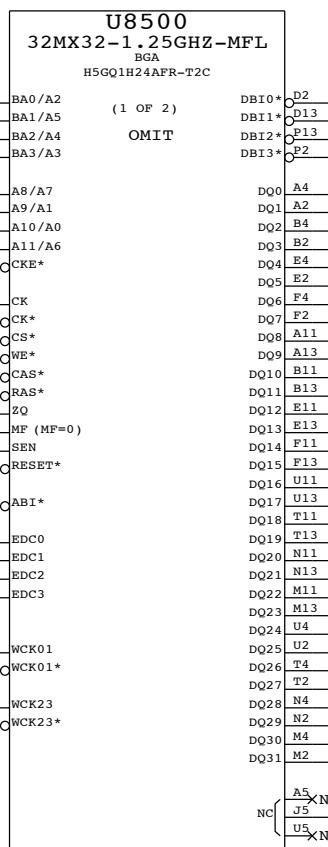 U8500
32MX32-1.25GHZ-MFL
BGA
H5GQ1H24AFR-T2C
(1 OF 2)
OMIT
BA0/A2
BA1/A5
BA2/A4
BA3/A3
A8/A7
A9/A1
A10/A0
A11/A6
CKE*
CK
CK*
CS*
WE*
CAS*
RAS*
ZQ
MF (MF=0)
SEN
RESET*
ABI*
EDC0
EDC1
EDC2
EDC3
WCK01
WCK01*
WCK23
WCK23*
DBI0* D2
DBI1* D13
DBI2* P13
DBI3* P2
DQ0 A4
DQ1 A2
DQ2 B4
DQ3 B2
DQ4 E4
DQ5 E2
DQ6 F4
DQ7 F2
DQ8 A11
DQ9 A13
DQ10 B11
DQ11 B13
DQ12 E11
DQ13 E13
DQ14 F11
DQ15 F13
DQ16 U11
DQ17 U13
DQ18 T11
DQ19 T13
DQ20 N11
DQ21 N13
DQ22 M11
DQ23 M13
DQ24 U4
DQ25 U2
DQ26 T4
DQ27 T2
DQ28 N4
DQ29 N2
DQ30 M4
DQ31 M2
A5 N
NC J5
U5 N